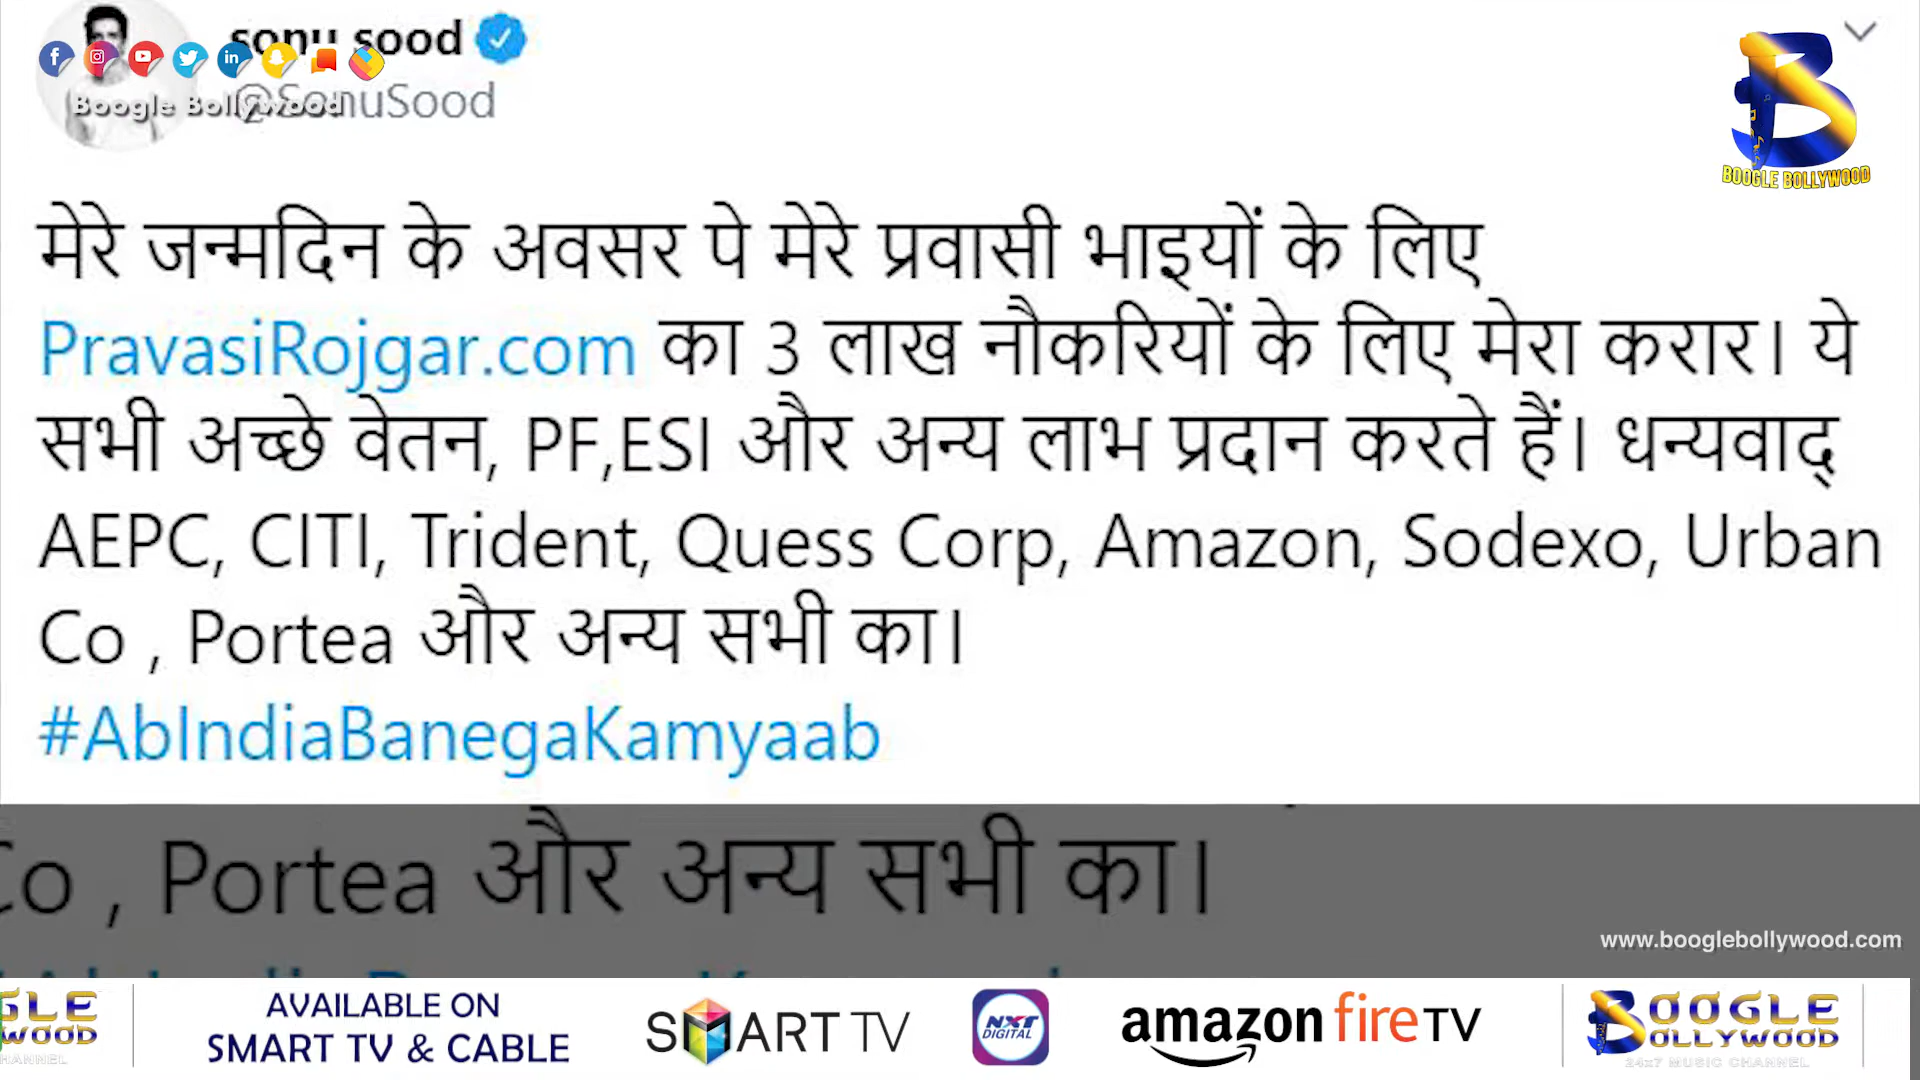 sonu sood
@SonuSood
Boogle Bollywood
BOOGLE BOLLYWOOD
मेरे जन्मदिन के अवसर पे मेरे प्रवासी भाइयों के लिए
PravasiRojgar.com का 3 लाख नौकरियों के लिए मेरा करार। ये
सभी अच्छे वेतन, PF,ESI और अन्य लाभ प्रदान करते हैं। धन्यवाद्
AEPC, CITI, Trident, Quess Corp, Amazon, Sodexo, Urban
Co , Portea और अन्य सभी का।
#AbIndiaBanegaKamyaab
Co , Portea और अन्य सभी का।
www.booglebollywood.com
AVAILABLE ON
SMART TV & CABLE
SMART TV
NXT
DIGITAL
amazon fireTV
BOOGLE
BOLLYWOOD
24x7 MUSIC CHANNEL